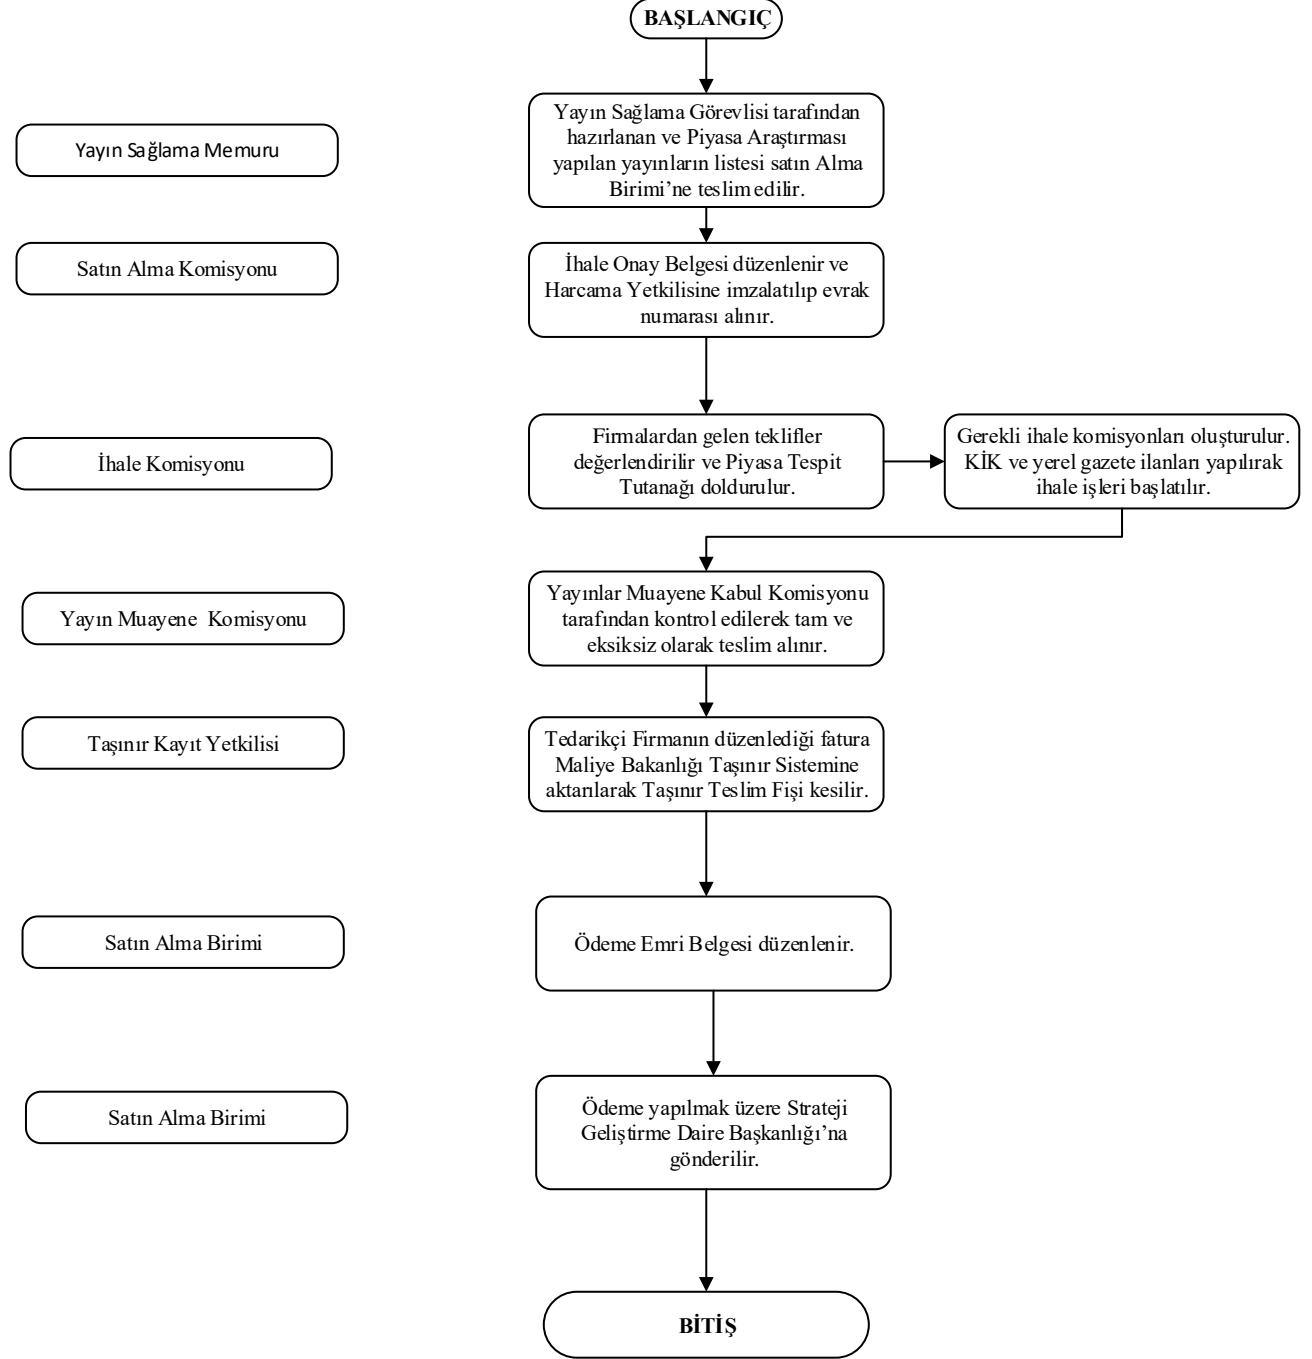 BAŞLANGIÇ
Yayın Sağlama Memuru
Yayın Sağlama Görevlisi tarafından
hazırlanan ve Piyasa Araştırması
yapılan yayınların listesi satın Alma
Birimi’ne teslim edilir.
Satın Alma Komisyonu
İhale Onay Belgesi düzenlenir ve
Harcama Yetkilisine imzalatılıp evrak
numarası alınır.
İhale Komisyonu
Firmalardan gelen teklifler
değerlendirilir ve Piyasa Tespit
Tutanağı doldurulur.
Gerekli ihale komisyonları oluşturulur.
KİK ve yerel gazete ilanları yapılırak
ihale işleri başlatılır.
Yayın Muayene Komisyonu
Yayınlar Muayene Kabul Komisyonu
tarafından kontrol edilerek tam ve
eksiksiz olarak teslim alınır.
Taşınır Kayıt Yetkilisi
Tedarikçi Firmanın düzenlediği fatura
Maliye Bakanlığı Taşınır Sistemine
aktarılarak Taşınır Teslim Fişi kesilir.
Satın Alma Birimi
Ödeme Emri Belgesi düzenlenir.
Satın Alma Birimi
Ödeme yapılmak üzere Strateji
Geliştirme Daire Başkanlığı’na
gönderilir.
BİTİŞ